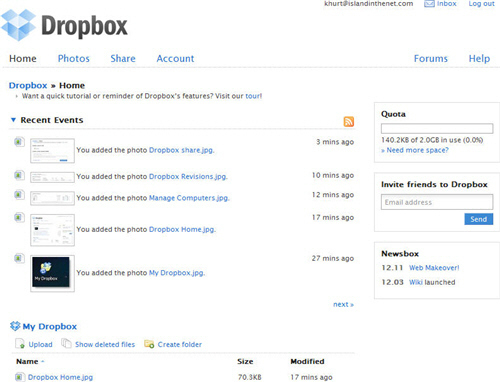 khurt@islandinthenet.com Inbox Log out
Dropbox
Home Photos Share Account Forums Help
Dropbox » Home
Want a quick tutorial or reminder of Dropbox's features? Visit our tour!
Recent Events
You added the photo Dropbox share.jpg. 3 mins ago
You added the photo Dropbox Revisions.jpg. 10 mins ago
You added the photo Manage Computers.jpg. 12 mins ago
You added the photo Dropbox Home.jpg. 17 mins ago
My Dropbox
You added the photo My Dropbox.jpg. 27 mins ago
next »
Quota
140.2KB of 2.0GB in use (0.0%)
» Need more space?
Invite friends to Dropbox
Email address
Send
Newsbox
12.11 Web Makeover!
12.03 Wiki launched
My Dropbox
Upload Show deleted files Create folder
Name Size Modified
Dropbox Home.jpg 70.3KB 17 mins ago